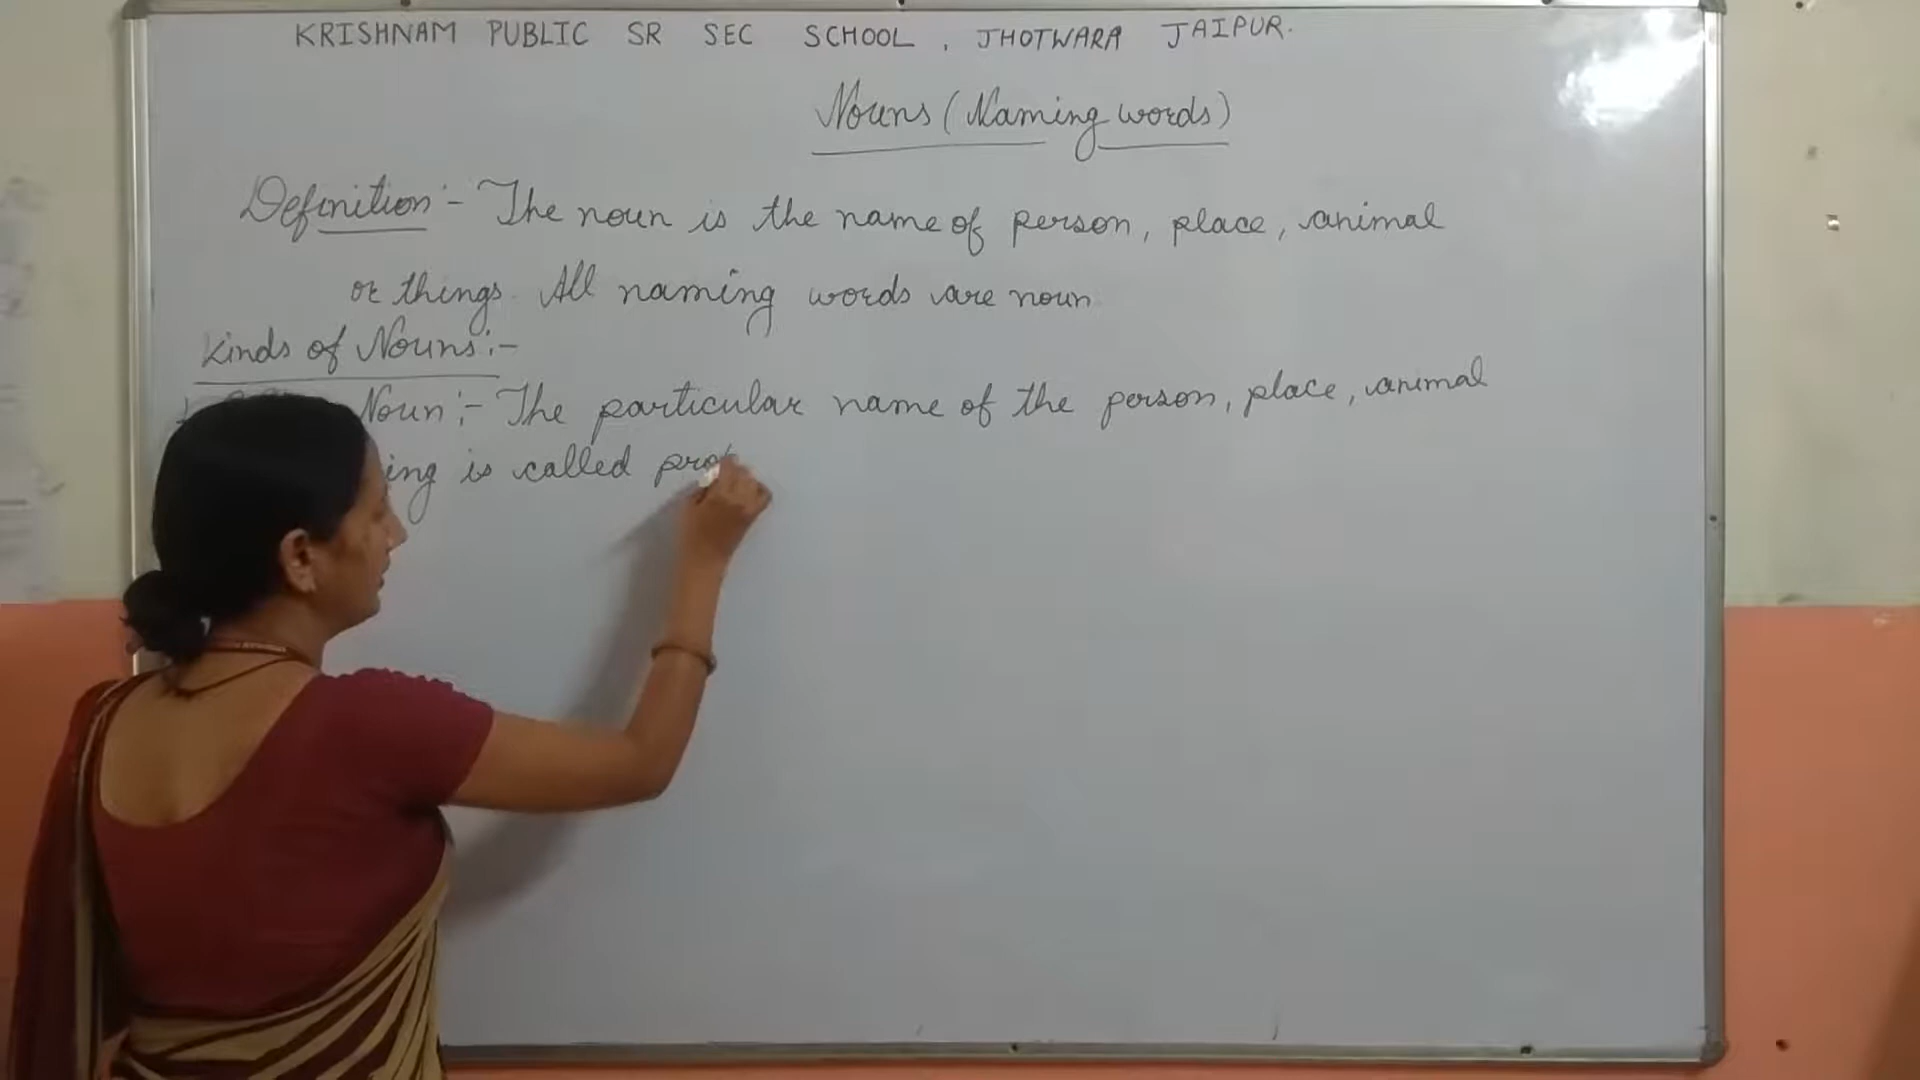 KRISHNAM PUBLIC SR SEC SCHOOL , JHOTWARA JAIPUR.
Nouns (Naming words)
Definition :- The noun is the name of person, place, animal
or things. All naming words are noun
Kinds of Nouns :-
Noun :- The particular name of the person, place, animal
ing is called prop